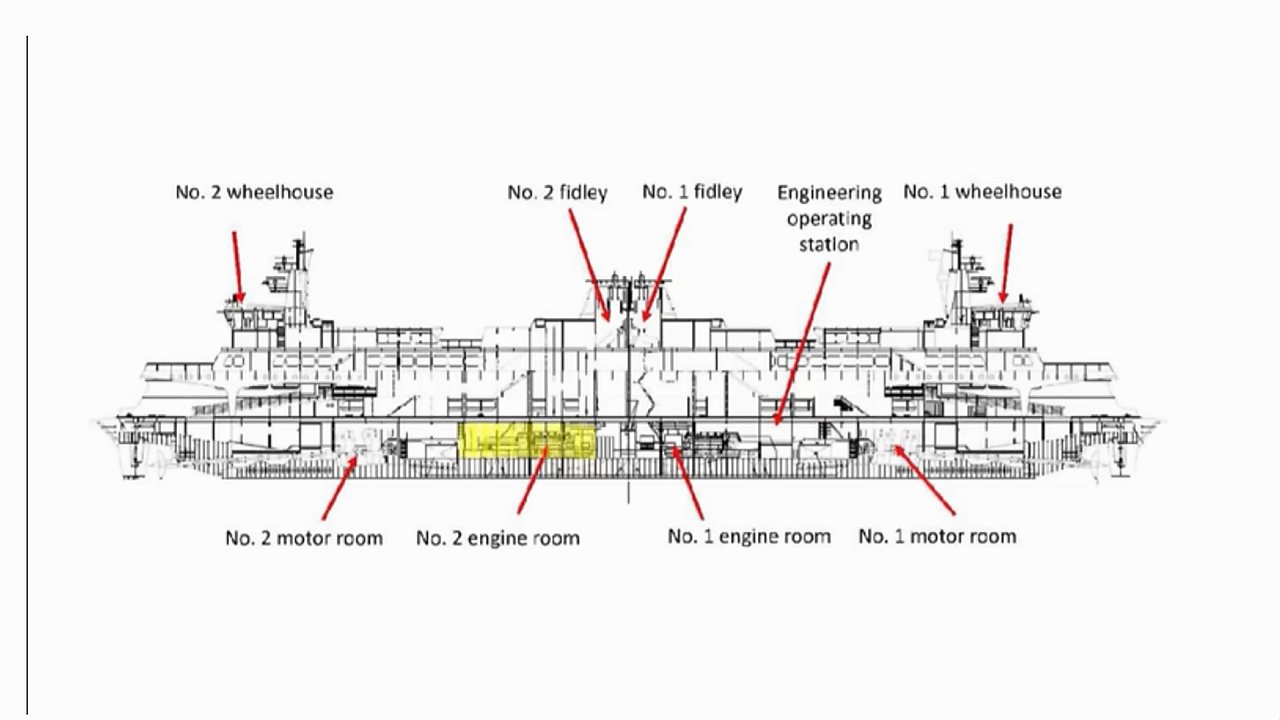 No. 2 wheelhouse
No. 2 fidley
No. 1 fidley
Engineering
operating
station
No. 1 wheelhouse
No. 2 motor room
No. 2 engine room
No. 1 engine room
No. 1 motor room